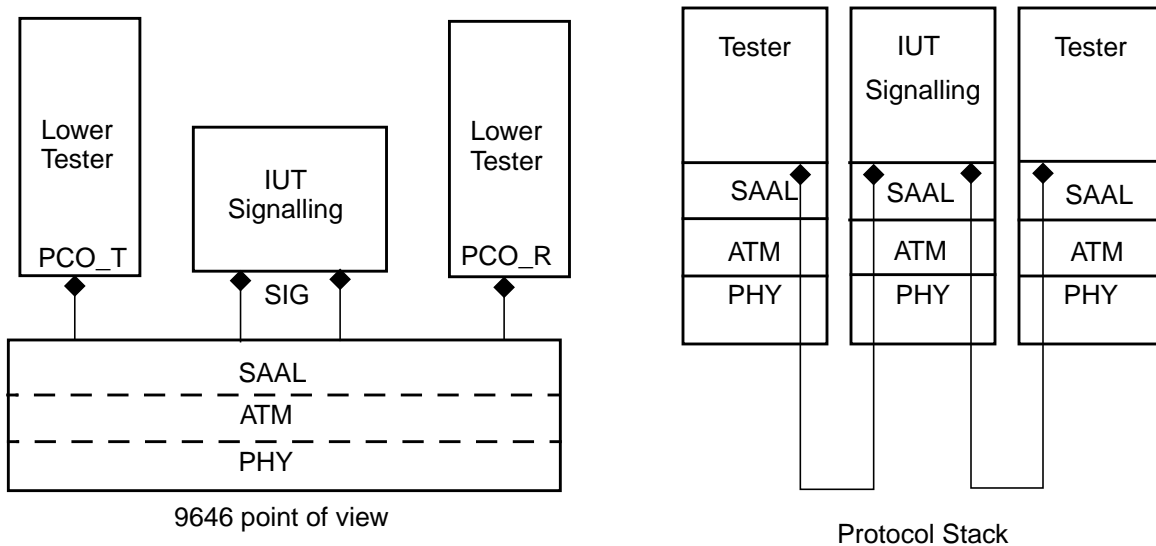 Lower
Tester
PCO_T
IUT
Signalling
SIG
Lower
Tester
PCO_R
SAAL
ATM
PHY
9646 point of view
Tester
IUT
Signalling
Tester
SAAL
SAAL
SAAL
ATM
ATM
ATM
PHY
PHY
PHY
Protocol Stack